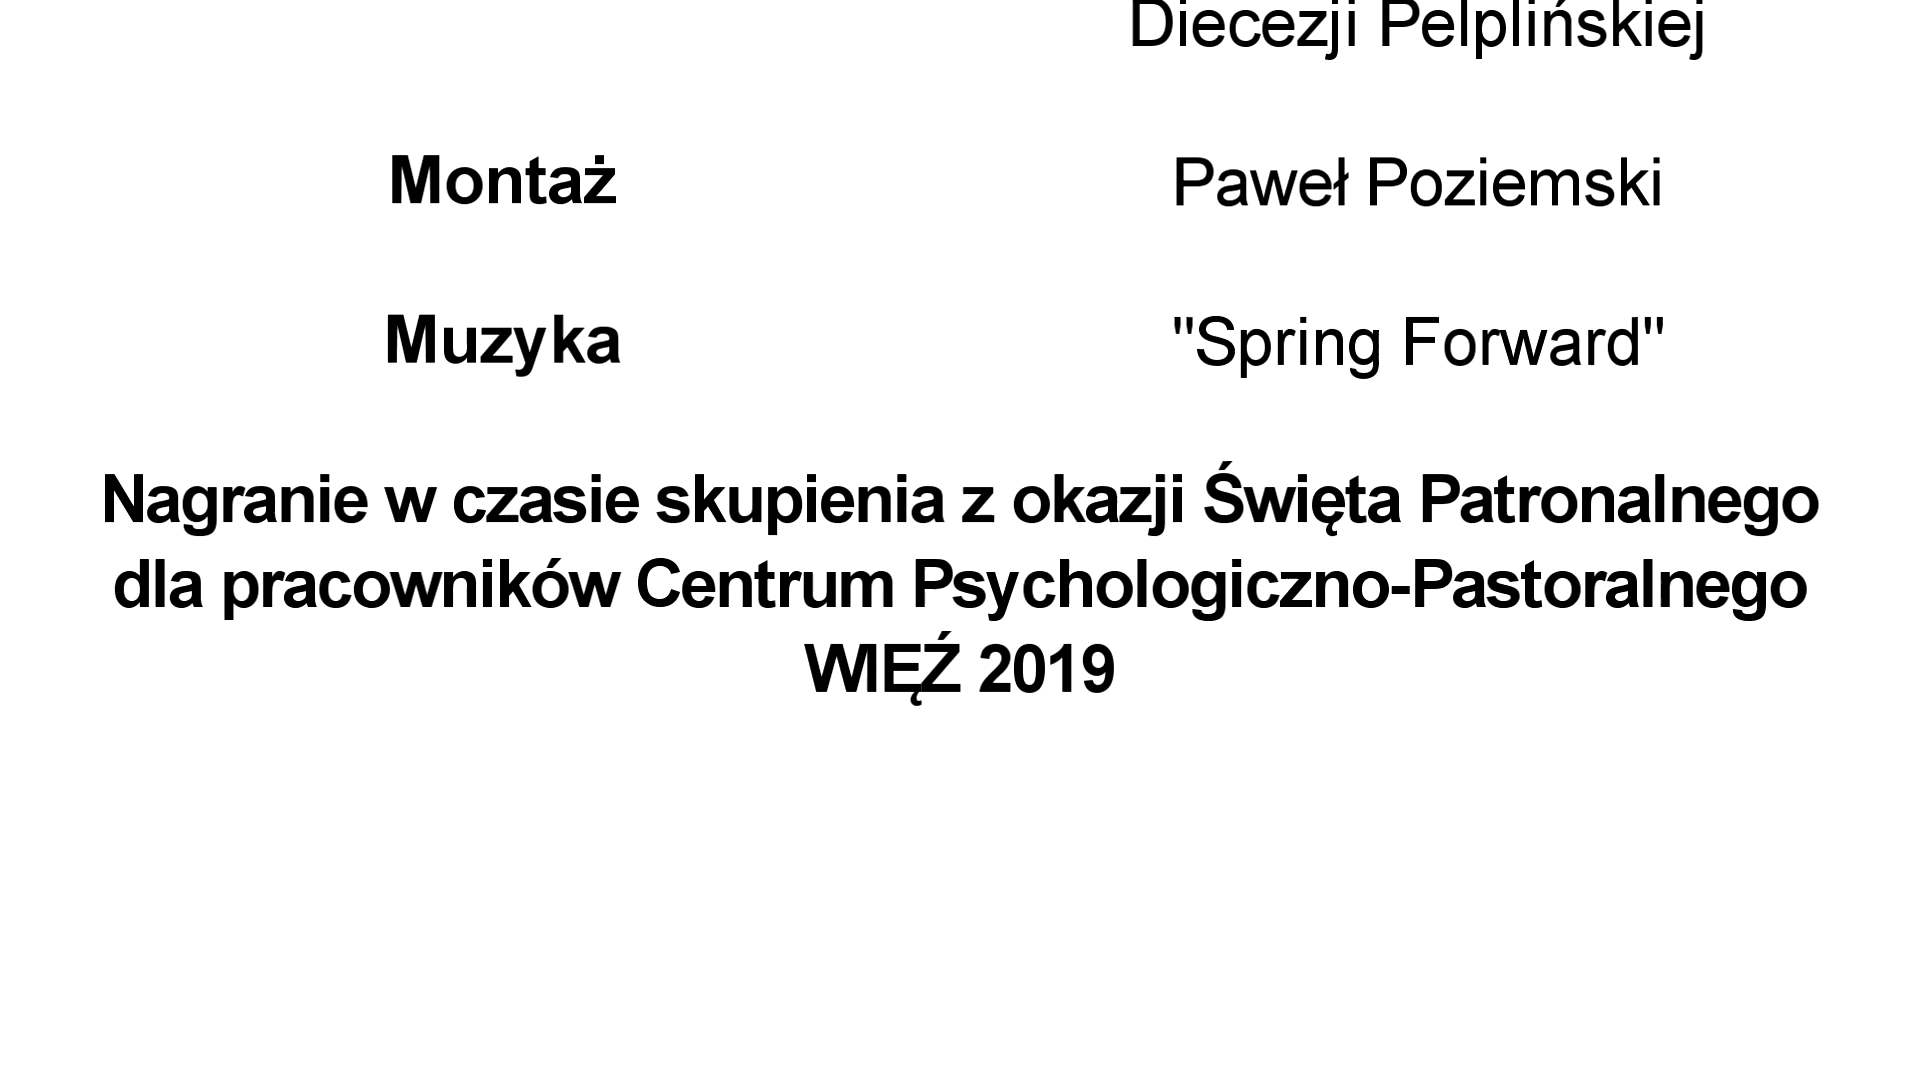 Diecezji Pelplińskiej
Montaż Paweł Poziemski
Muzyka "Spring Forward"
Nagranie w czasie skupienia z okazji Święta Patronalnego
dla pracowników Centrum Psychologiczno-Pastoralnego
WIĘŹ 2019